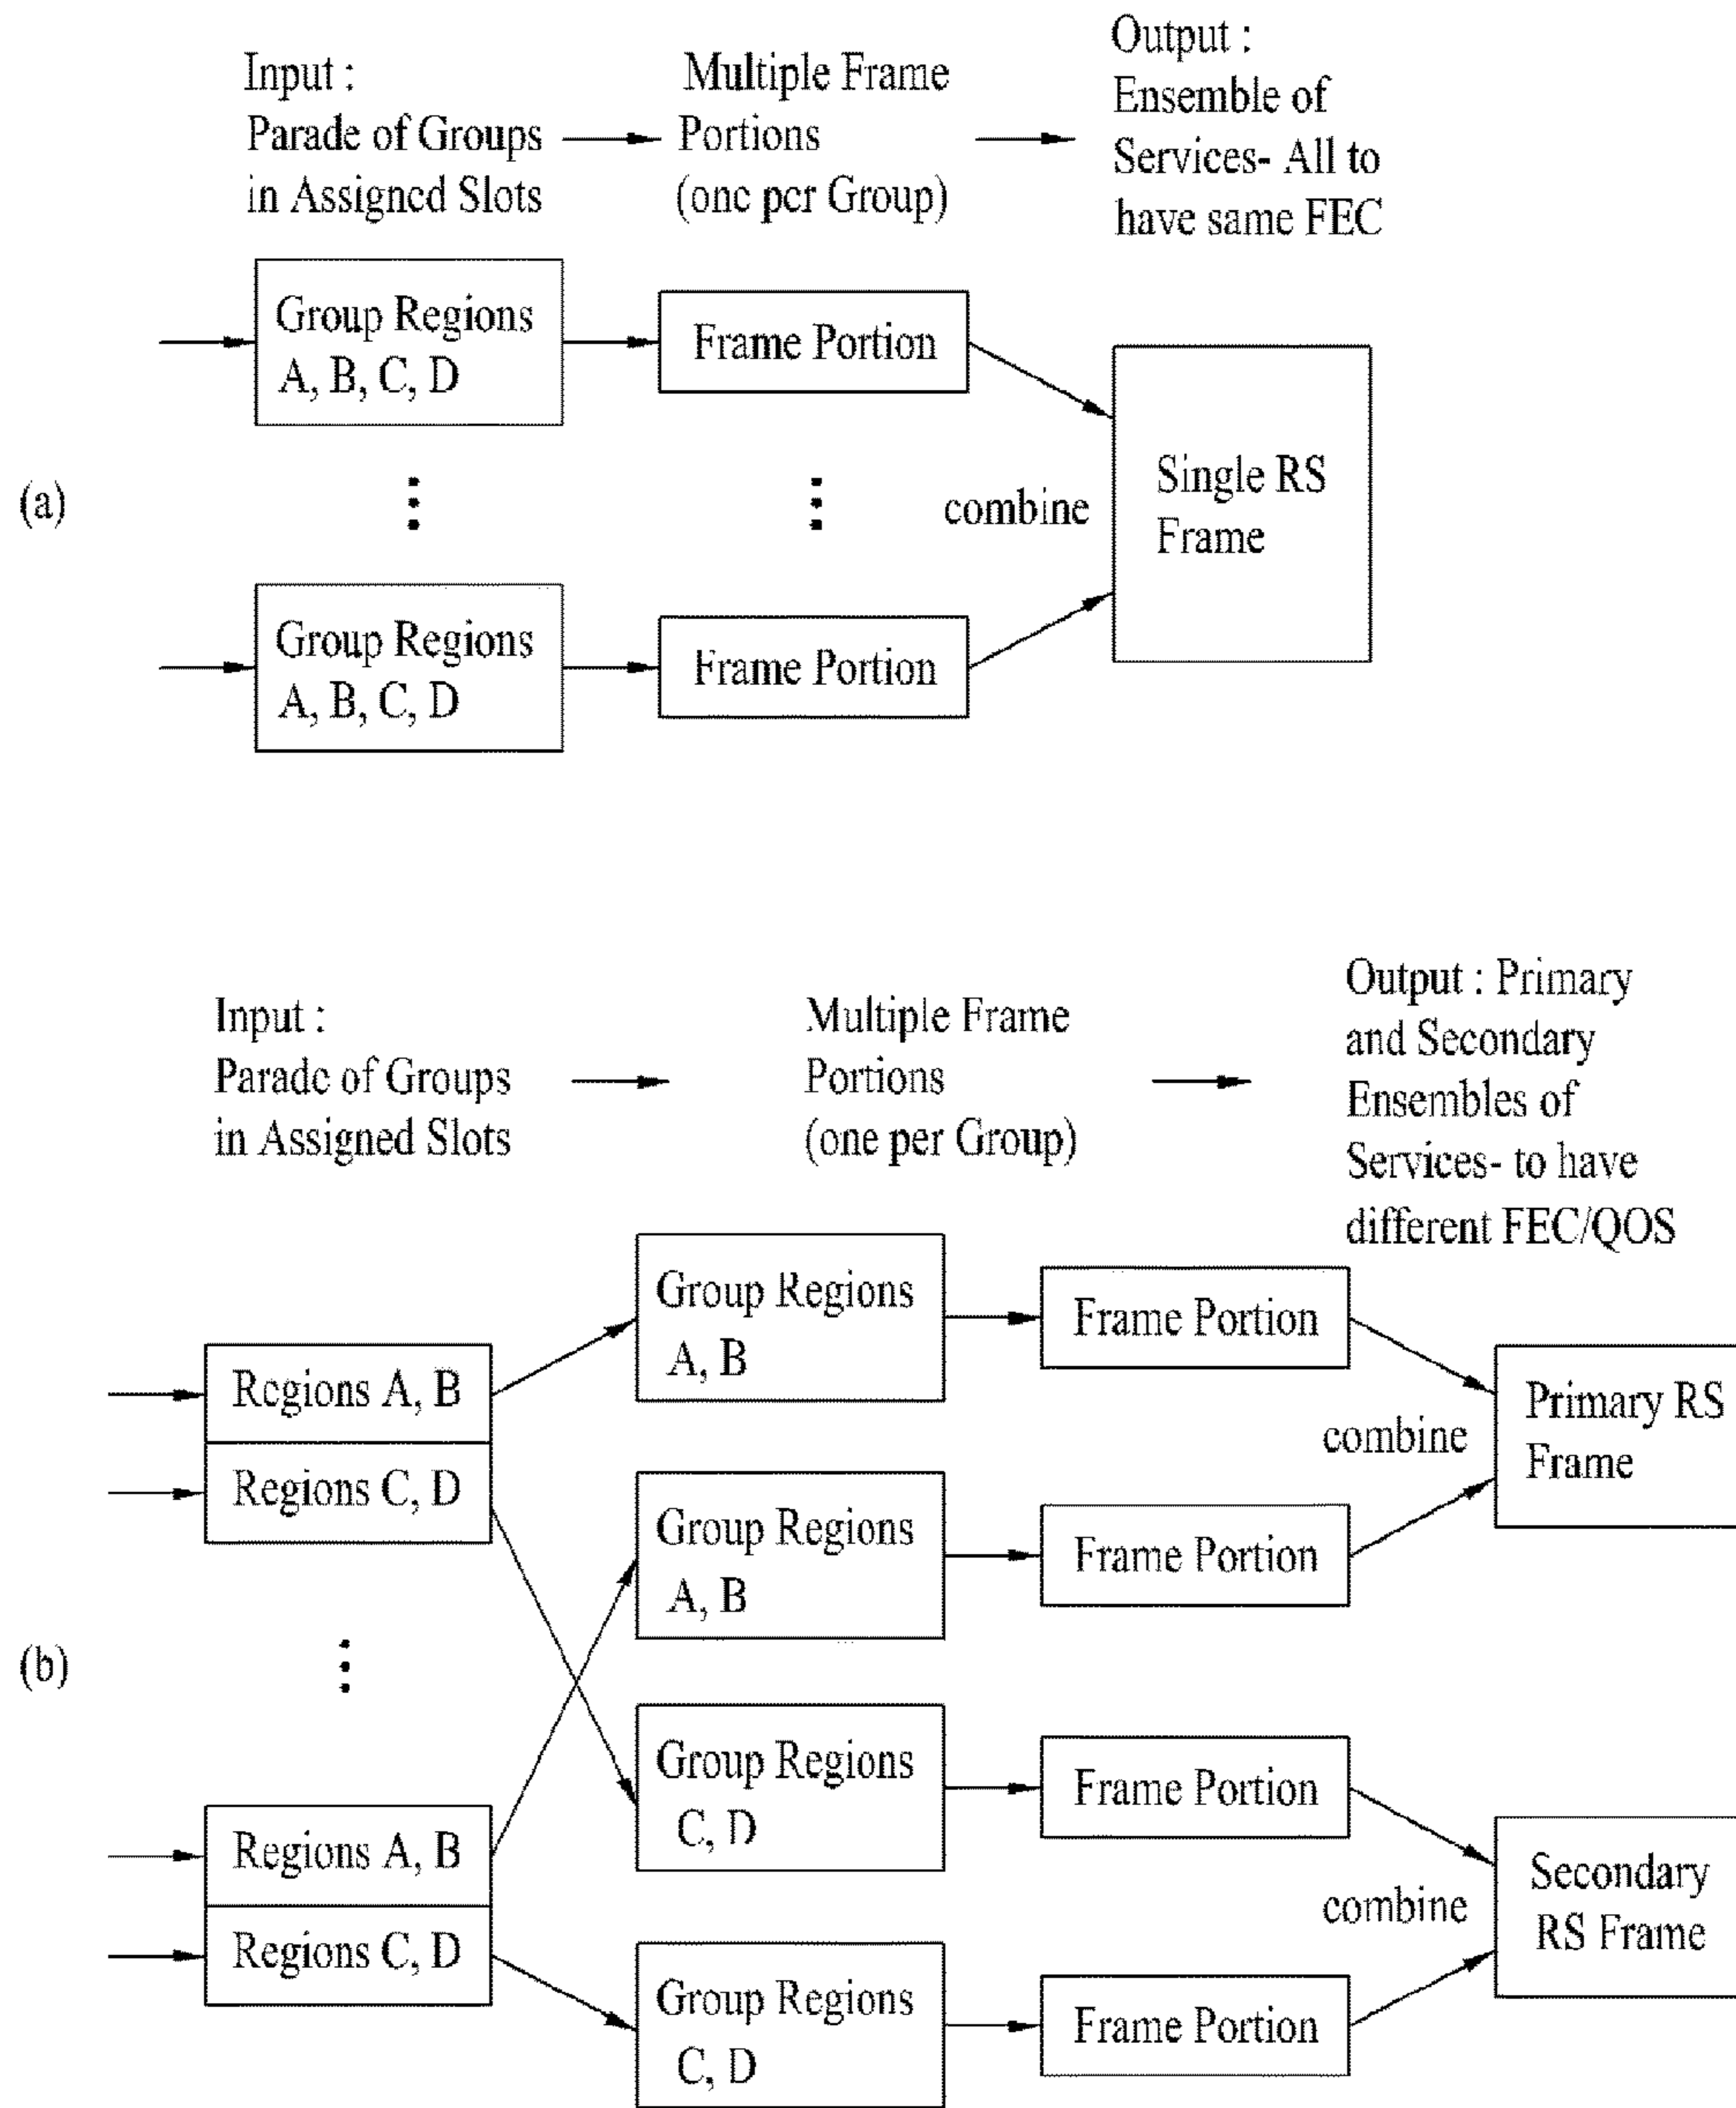 Input :
Parade of Groups
in Assigned Slots
Multiple Frame
Portions
(one per Group)
Output :
Ensemble of
Services- All to
have same FEC
Group Regions
A, B, C, D
Frame Portion
(a)
combine
Single RS
Frame
Group Regions
A, B, C, D
Frame Portion
Input :
Parade of Groups
in Assigned Slots
Multiple Frame
Portions
(one per Group)
Output : Primary
and Secondary
Ensembles of
Services- to have
different FEC/QOS
Regions A, B
Regions C, D
Group Regions
A, B
Frame Portion
combine
Primary RS
Frame
Group Regions
A, B
Frame Portion
(b)
Regions A, B
Regions C, D
Group Regions
C, D
Frame Portion
combine
Secondary
RS Frame
Group Regions
C, D
Frame Portion